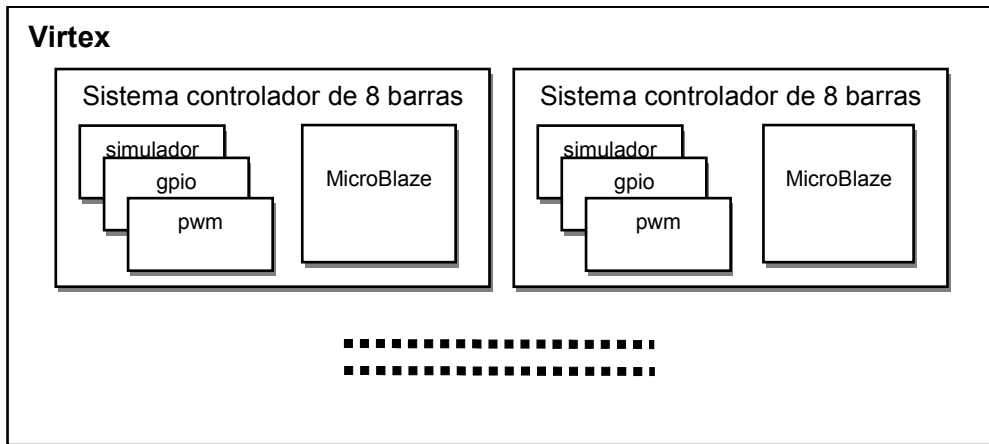 Virtex
Sistema controlador de 8 barras
simulador
gpio
pwm
MicroBlaze
Sistema controlador de 8 barras
simulador
gpio
pwm
MicroBlaze